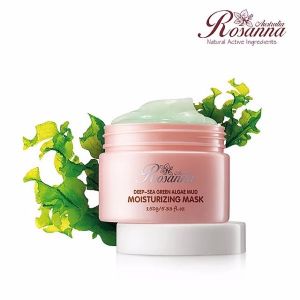 Australia
Rosanna
Natural Active Ingredients
Rosanna
DEEP-SEA GREEN ALGAE MUD
MOISTURIZING MASK